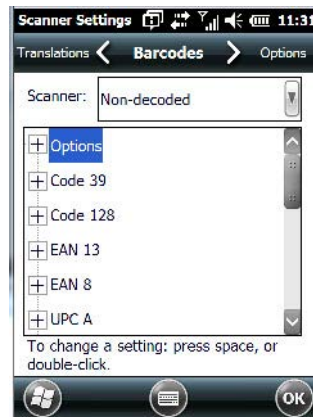 Scanner Settings 11:31
Translations Barcodes Options
Scanner: Non-decoded
Options
Code 39
Code 128
EAN 13
EAN 8
UPC A
To change a setting: press space, or
double-click.
OK